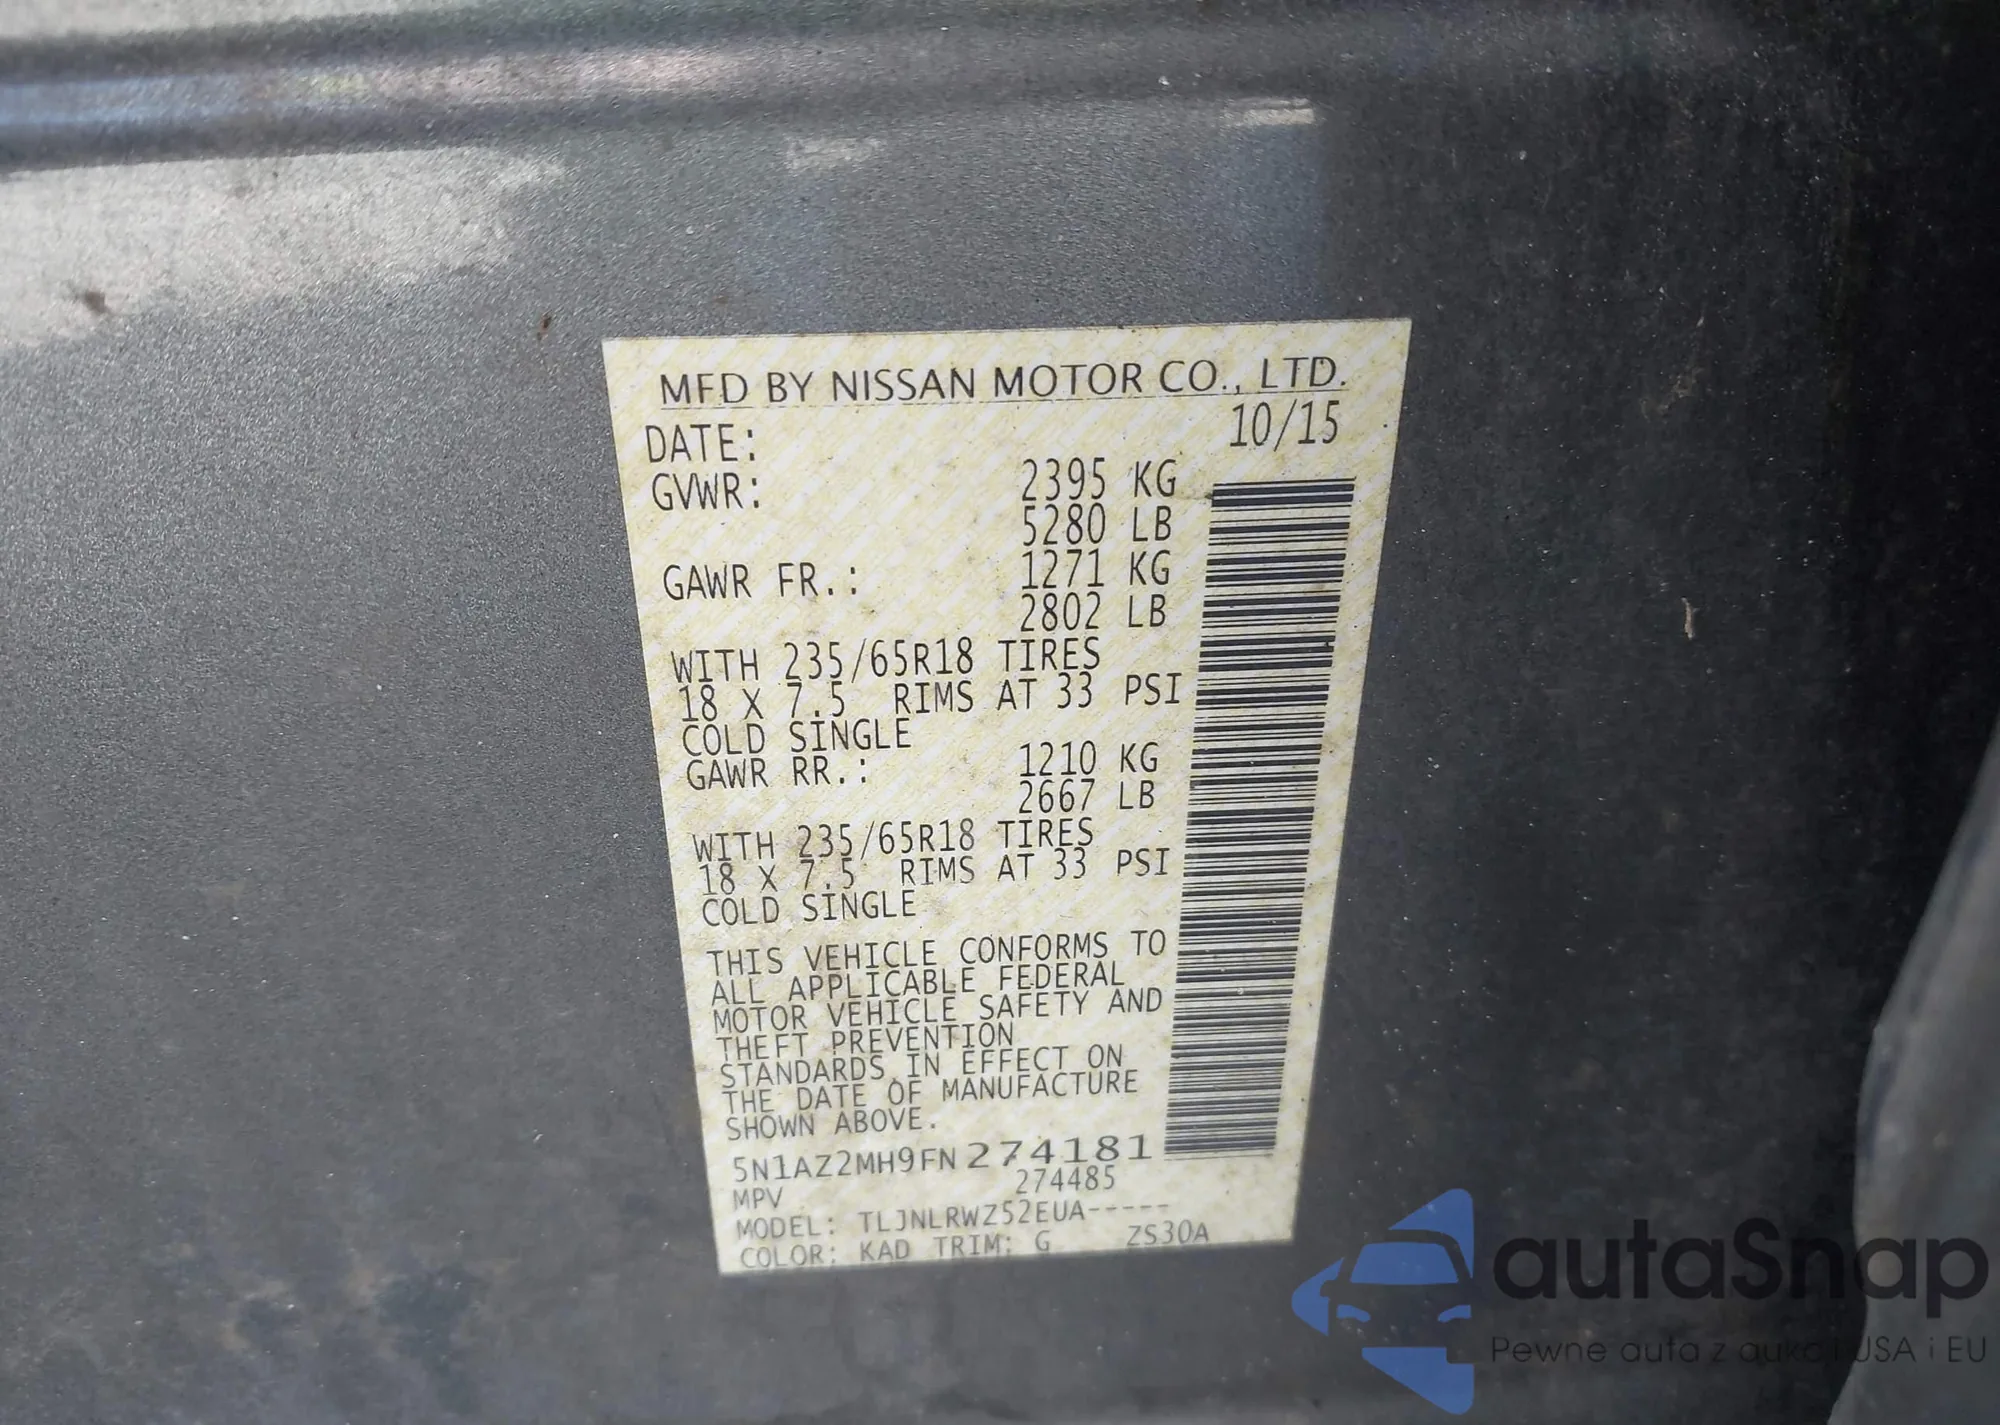 MFD BY NISSAN MOTOR CO., LTD.
DATE: 10/15
GVWR: 2395 KG
5280 LB
GAWR FR.: 1271 KG
2802 LB
WITH 235/65R18 TIRES
18 X 7.5 RIMS AT 33 PSI
COLD SINGLE
GAWR RR.: 1210 KG
2667 LB
WITH 235/65R18 TIRES
18 X 7.5 RIMS AT 33 PSI
COLD SINGLE
THIS VEHICLE CONFORMS TO
ALL APPLICABLE FEDERAL
MOTOR VEHICLE SAFETY AND
THEFT PREVENTION
STANDARDS IN EFFECT ON
THE DATE OF MANUFACTURE
SHOWN ABOVE.
5N1AZ2MH9FN274181
MPV 274485
MODEL: TLJNLRWZ52EUA-----
COLOR: KAD TRIM: G ZS30A
autaSnap
Pewne auta z aukcji USA i EU